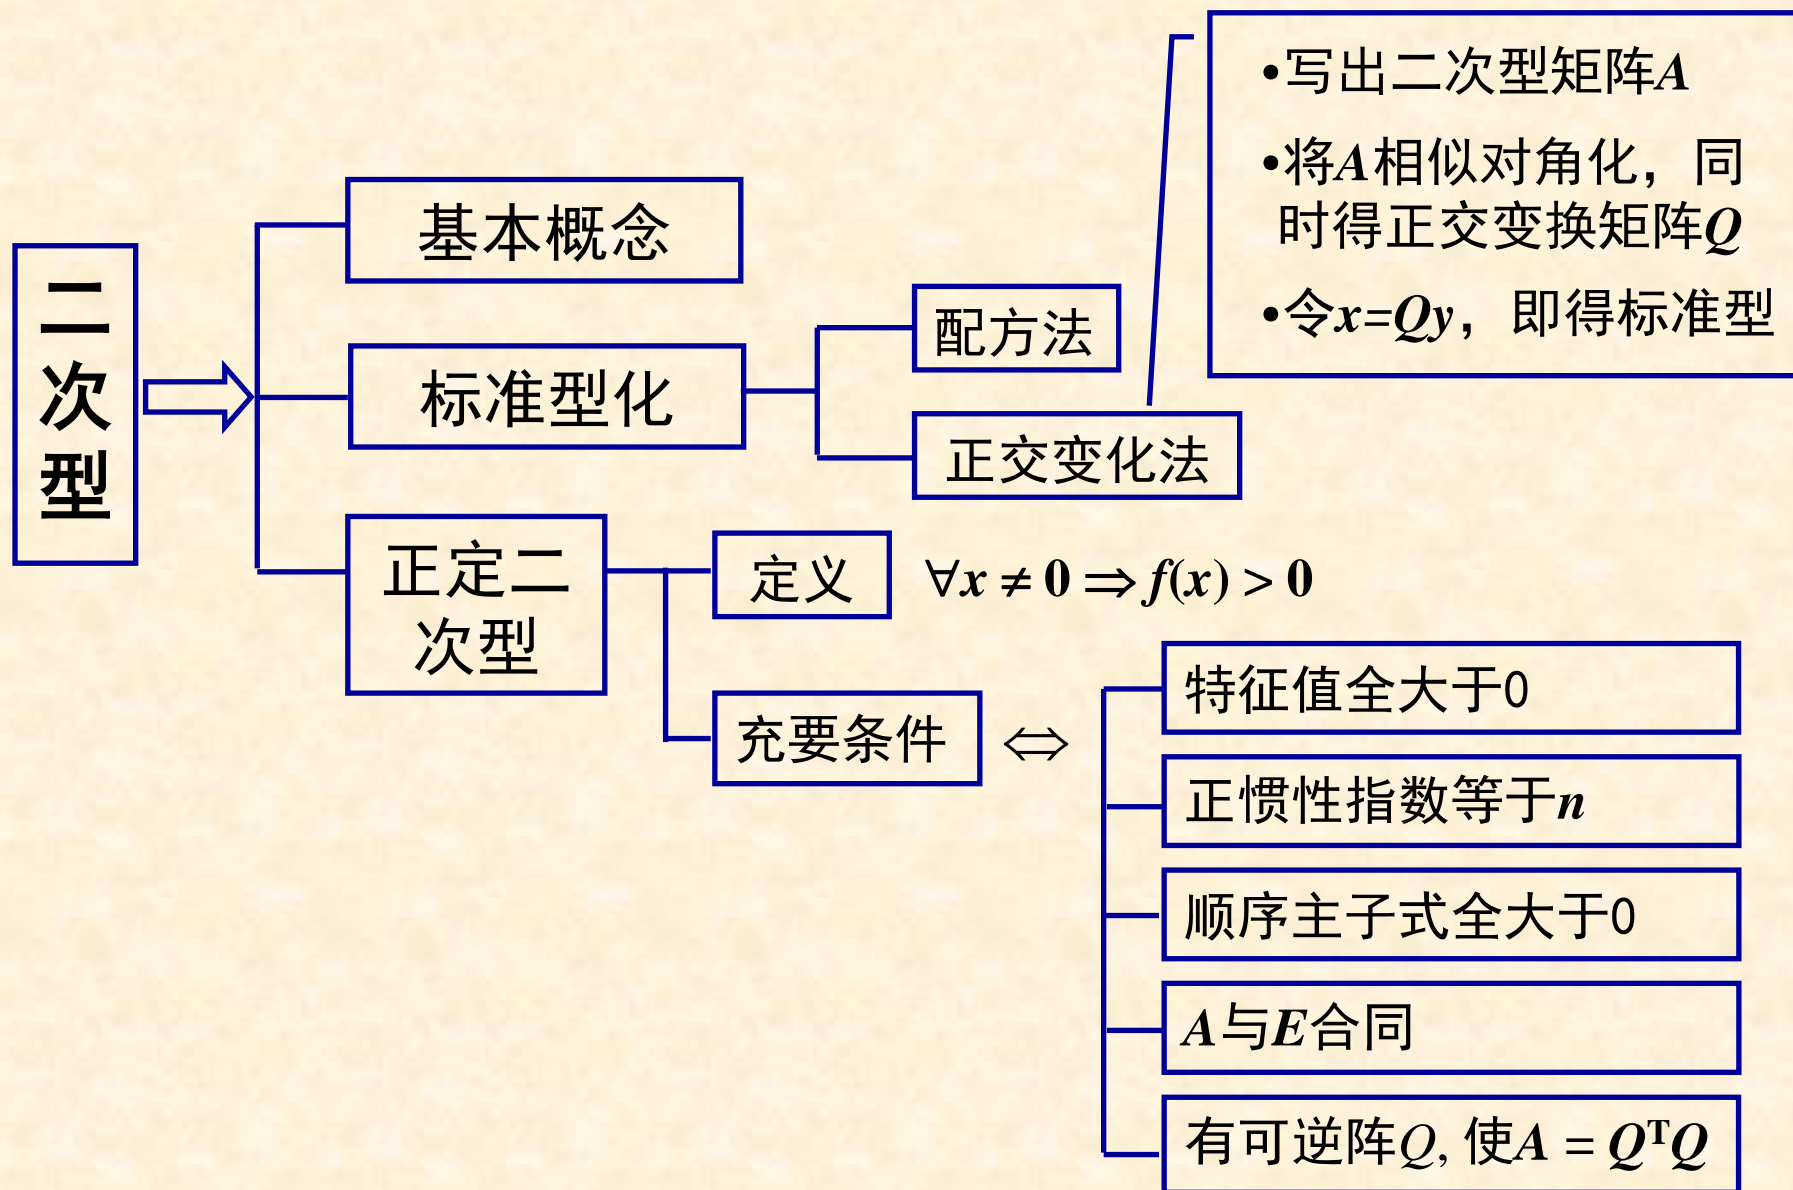 二
次
型
基本概念
标准型化
正定二
次型
配方法
正交变化法
•写出二次型矩阵A
•将A相似对角化，同
时得正交变换矩阵Q
•令x=Qy，即得标准型
定义
∀x ≠ 0 ⇒ f(x) > 0
充要条件
⇔
特征值全大于0
正惯性指数等于n
顺序主子式全大于0
A与E合同
有可逆阵Q, 使A = QᵀQ